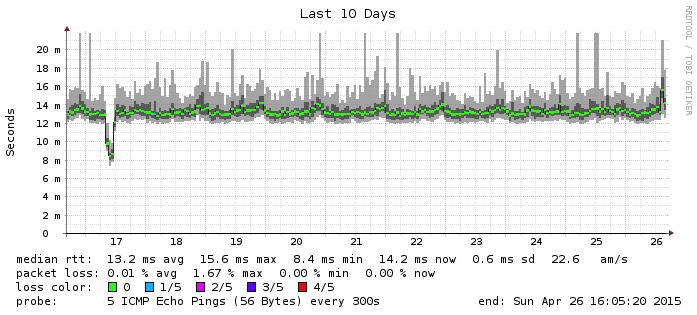 Last 10 Days
RRDTOOL / TOBI OETIKER
Seconds
20 m
18 m
16 m
14 m
12 m
10 m
8 m
6 m
4 m
2 m
0
17 18 19 20 21 22 23 24 25 26
median rtt: 13.2 ms avg 15.6 ms max 8.4 ms min 14.2 ms now 0.6 ms sd 22.6 am/s
packet loss: 0.01 % avg 1.67 % max 0.00 % min 0.00 % now
loss color: 0 1/5 2/5 3/5 4/5
probe: 5 ICMP Echo Pings (56 Bytes) every 300s end: Sun Apr 26 16:05:20 2015